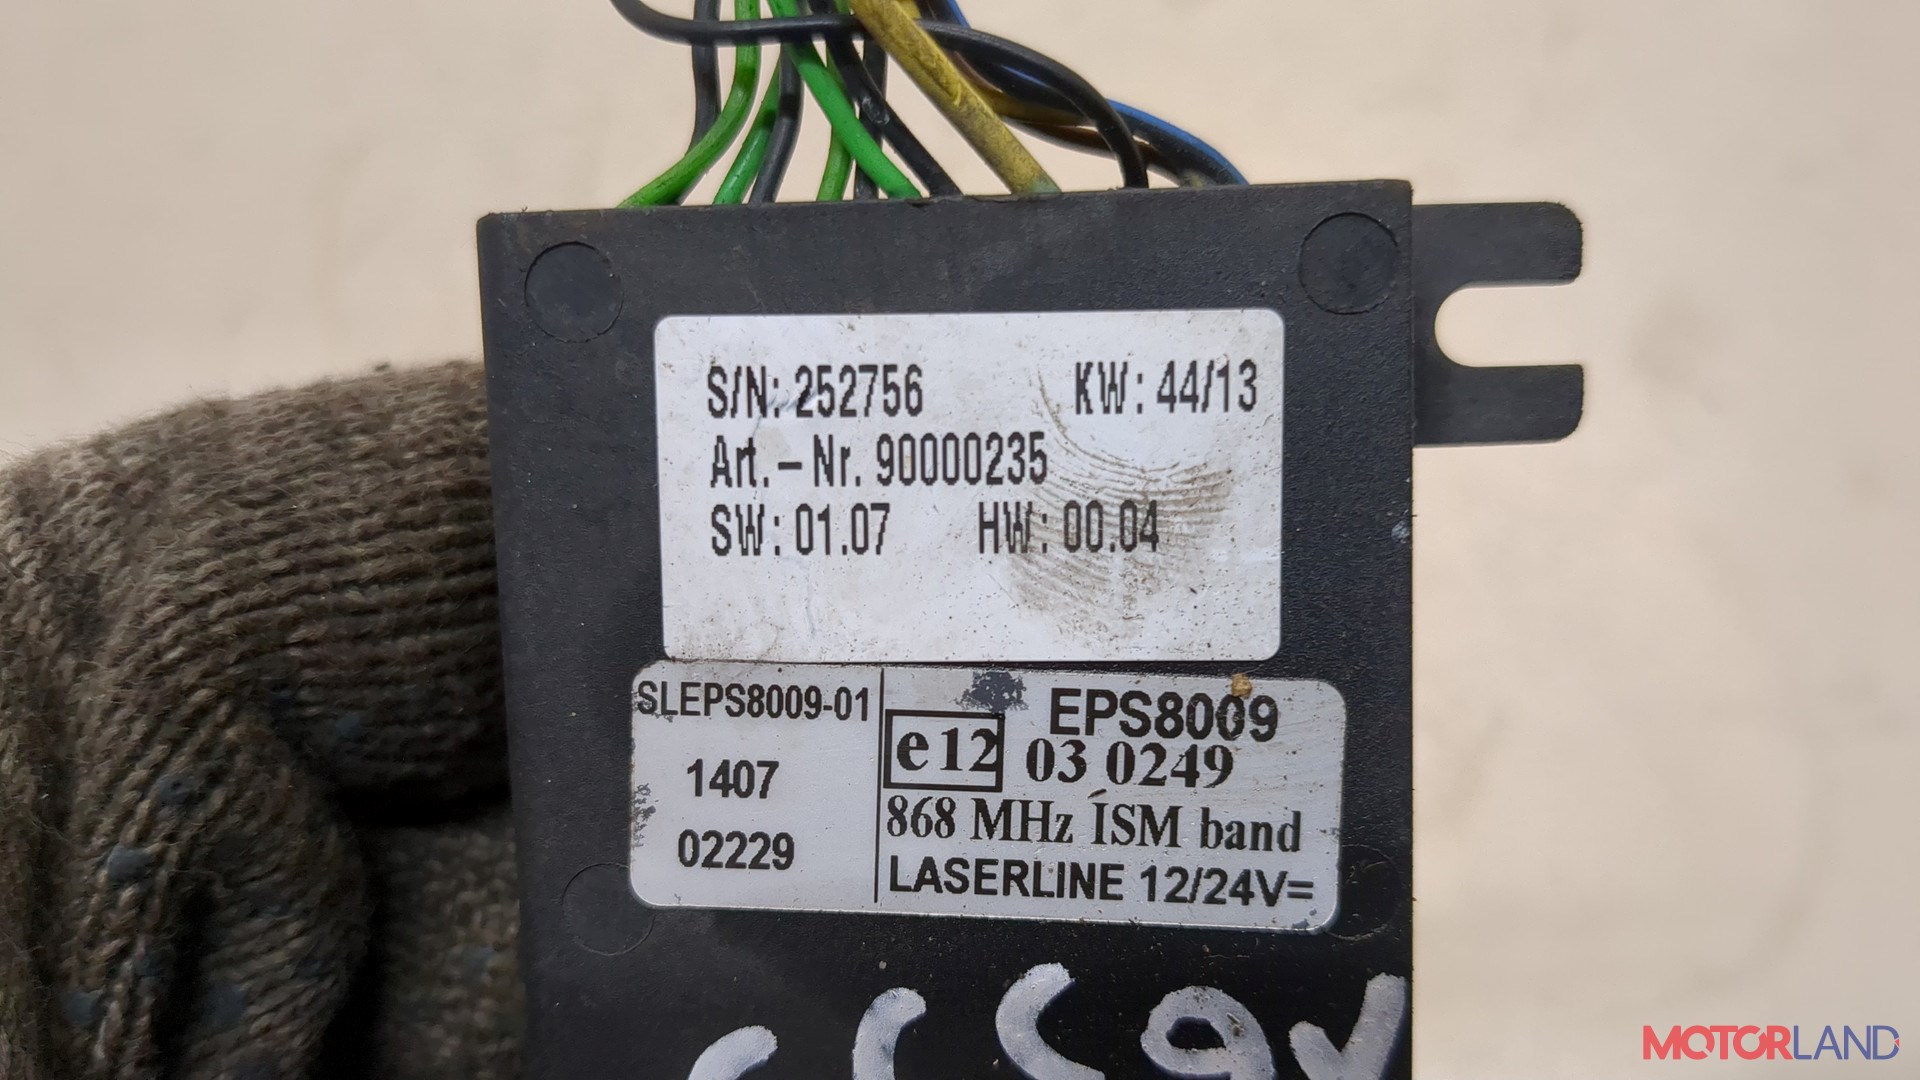 S/N: 252756 KW: 44/13
Art.-Nr. 90000235
SW: 01.07 HW: 00.04
SLEPS8009-01
1407
02229
EPS8009
e12 03 0249
868 MHz ISM band
LASERLINE 12/24V=
MOTORLAND